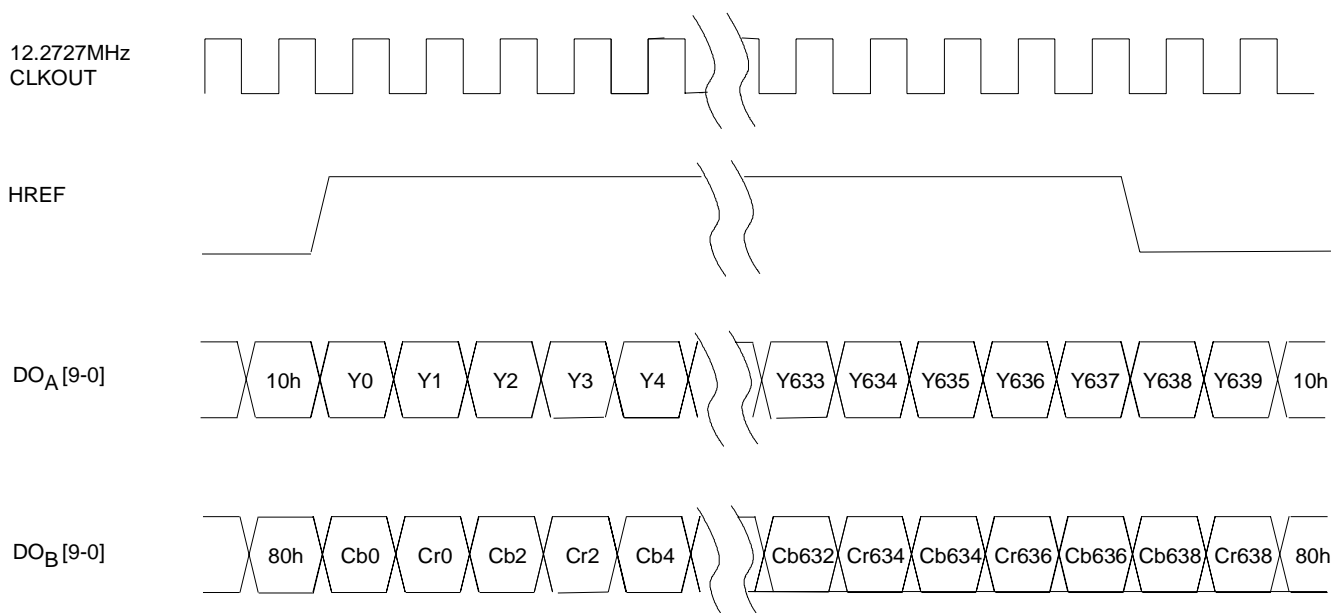 12.2727MHz
CLKOUT
HREF
DOA [9-0] 10h Y0 Y1 Y2 Y3 Y4 Y633 Y634 Y635 Y636 Y637 Y638 Y639 10h
DOB [9-0] 80h Cb0 Cr0 Cb2 Cr2 Cb4 Cb632 Cr634 Cb634 Cr636 Cb636 Cb638 Cr638 80h